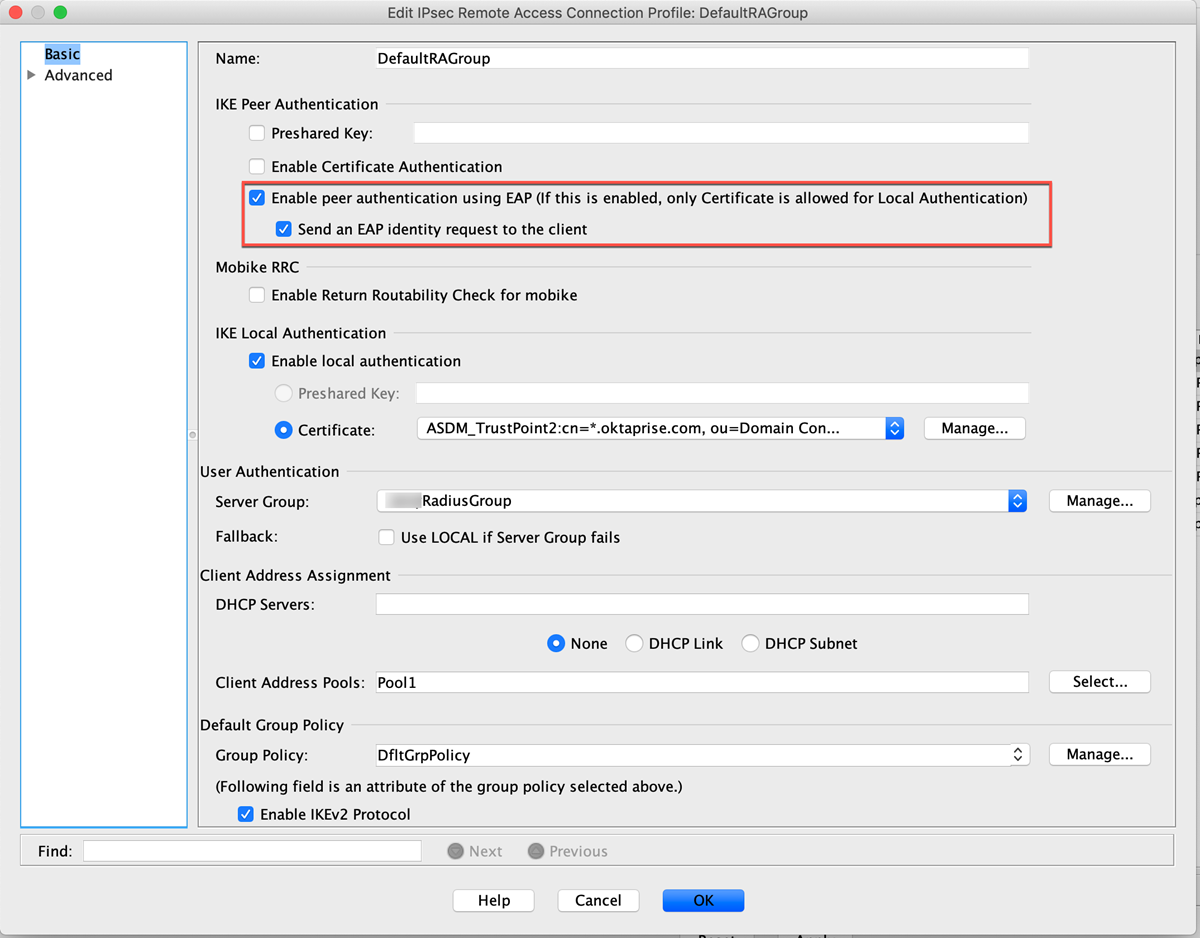 Edit IPsec Remote Access Connection Profile: DefaultRAGroup
Basic
Advanced
Name: DefaultRAGroup
IKE Peer Authentication
Preshared Key:
Enable Certificate Authentication
Enable peer authentication using EAP (If this is enabled, only Certificate is allowed for Local Authentication)
Send an EAP identity request to the client
Mobike RRC
Enable Return Routability Check for mobike
IKE Local Authentication
Enable local authentication
Preshared Key:
Certificate: ASDM_TrustPoint2:cn=*.oktaprise.com, ou=Domain Con... Manage...
User Authentication
Server Group: RadiusGroup Manage...
Fallback: Use LOCAL if Server Group fails
Client Address Assignment
DHCP Servers:
None DHCP Link DHCP Subnet
Client Address Pools: Pool1 Select...
Default Group Policy
Group Policy: DfltGrpPolicy Manage...
(Following field is an attribute of the group policy selected above.)
Enable IKEv2 Protocol
Find: Next Previous
Help Cancel OK